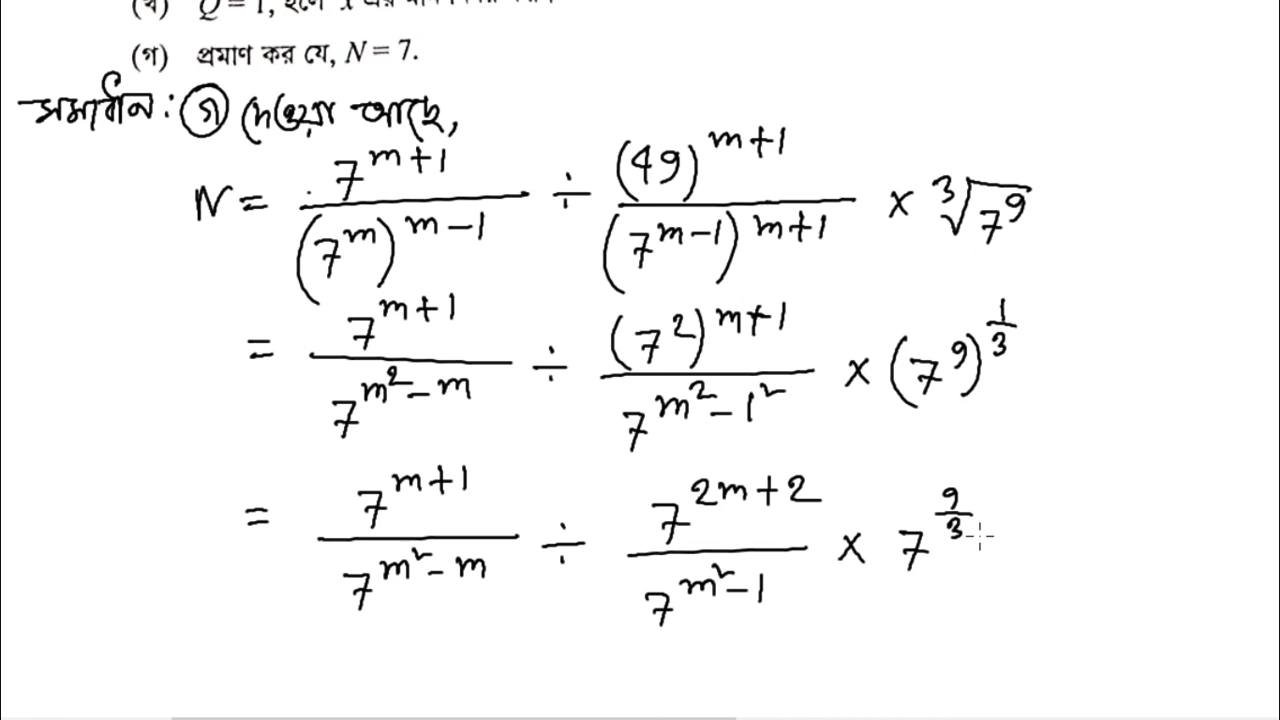 (গ) প্রমাণ কর যে, N = 7.
সমাধান : (গ) দেওয়া আছে,
N = 7^{m+1} / (7^m)^{m-1} ÷ (49)^{m+1} / (7^{m-1})^{m+1} × ∛7^9
= 7^{m+1} / 7^{m²-m} ÷ (7²)^{m+1} / 7^{m²-1²} × (7^9)^{1/3}
= 7^{m+1} / 7^{m²-m} ÷ 7^{2m+2} / 7^{m²-1} × 7^{9/3}